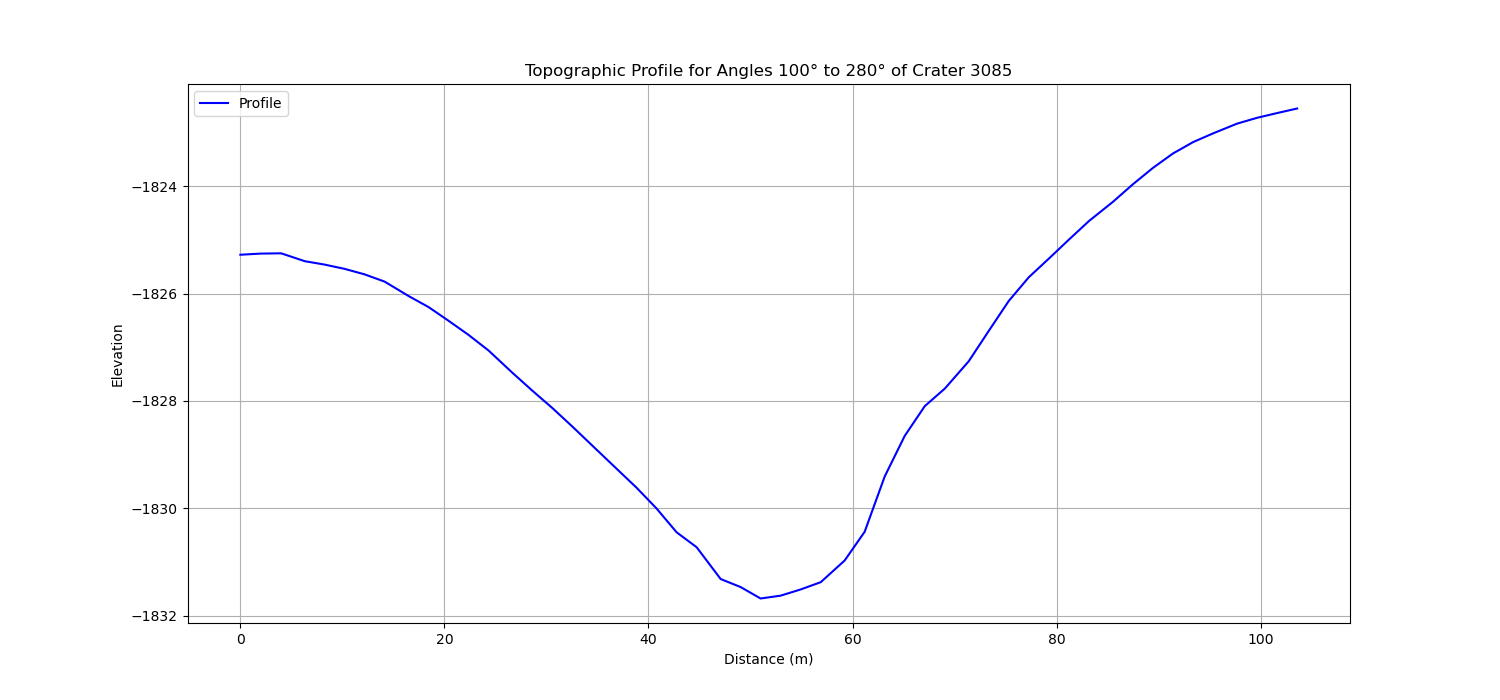 Topographic Profile for Angles 100° to 280° of Crater 3085
Profile
Elevation
−1824
−1826
−1828
−1830
−1832
0 20 40 60 80 100
Distance (m)